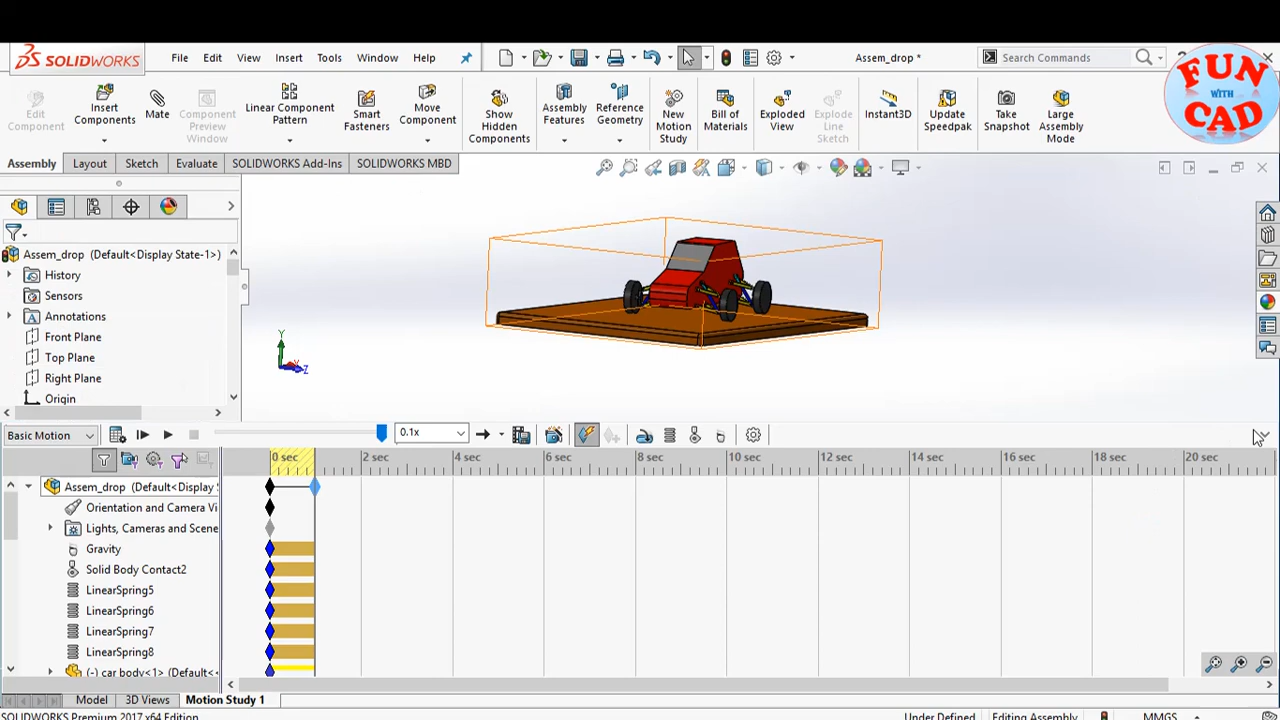 SOLIDWORKS File Edit View Insert Tools Window Help Assem_drop * Search Commands ?
FUN
WITH
CAD
Edit
Component
Insert
Components
Mate
Component
Preview
Window
Linear Component
Pattern
Smart
Fasteners
Move
Component
Show
Hidden
Components
Assembly
Features
Reference
Geometry
New
Motion
Study
Bill of
Materials
Exploded
View
Explode
Line
Sketch
Instant3D
Update
Speedpak
Take
Snapshot
Large
Assembly
Mode
Assembly Layout Sketch Evaluate SOLIDWORKS Add-Ins SOLIDWORKS MBD
Assem_drop (Default<Display State-1>)
History
Sensors
Annotations
Front Plane
Top Plane
Right Plane
Origin
Y
Z
Basic Motion 0.1x
0 sec 2 sec 4 sec 6 sec 8 sec 10 sec 12 sec 14 sec 16 sec 18 sec 20 sec
Assem_drop (Default<Display
Orientation and Camera Vi
Lights, Cameras and Scene
Gravity
Solid Body Contact2
LinearSpring5
LinearSpring6
LinearSpring7
LinearSpring8
(-) car body<1> (Default<
Model 3D Views Motion Study 1
SOLIDWORKS Premium 2017 x64 Edition Under Defined Editing Assembly MMGS